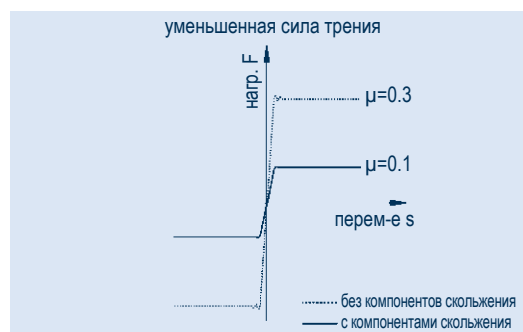 уменьшенная сила трения
нагр. F
μ=0.3
μ=0.1
перем-е s
без компонентов скольжения
с компонентами скольжения